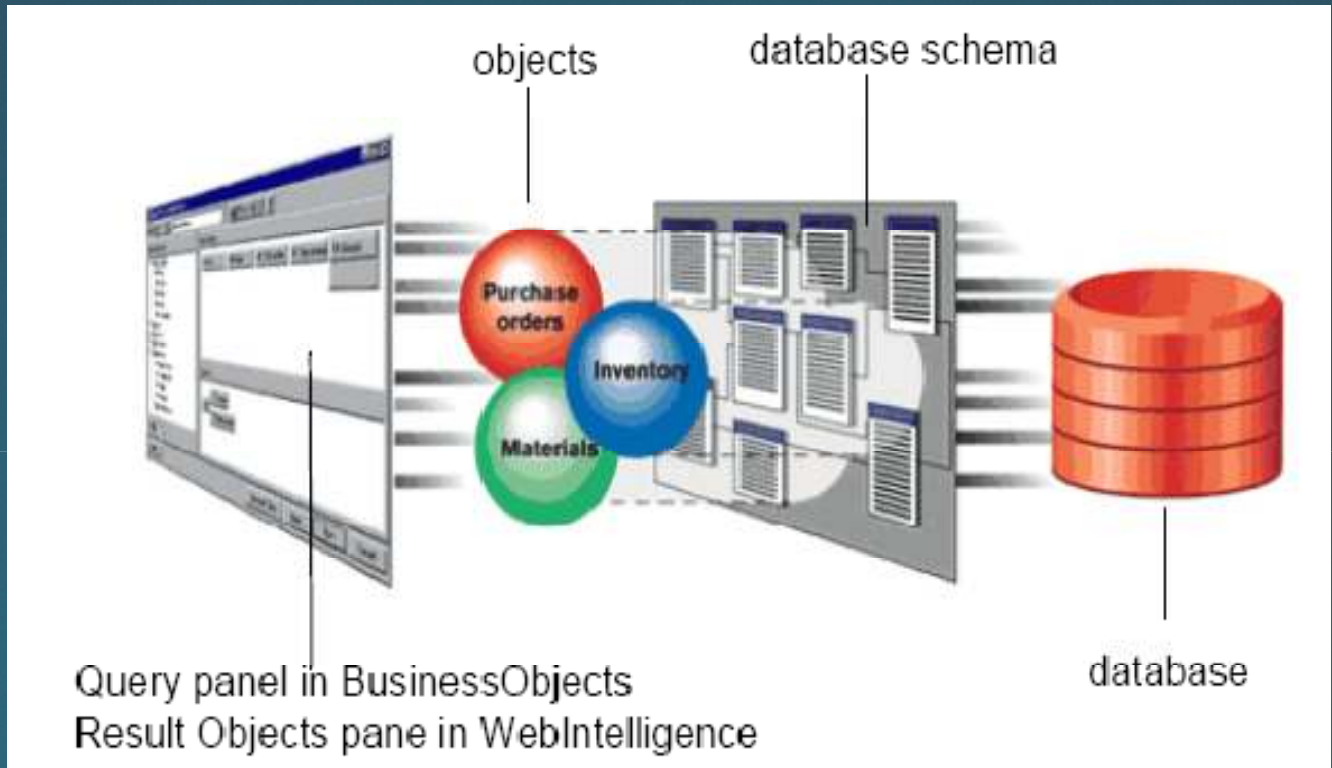 objects
database schema
Purchase
orders
Inventory
Materials
database
Query panel in BusinessObjects
Result Objects pane in WebIntelligence